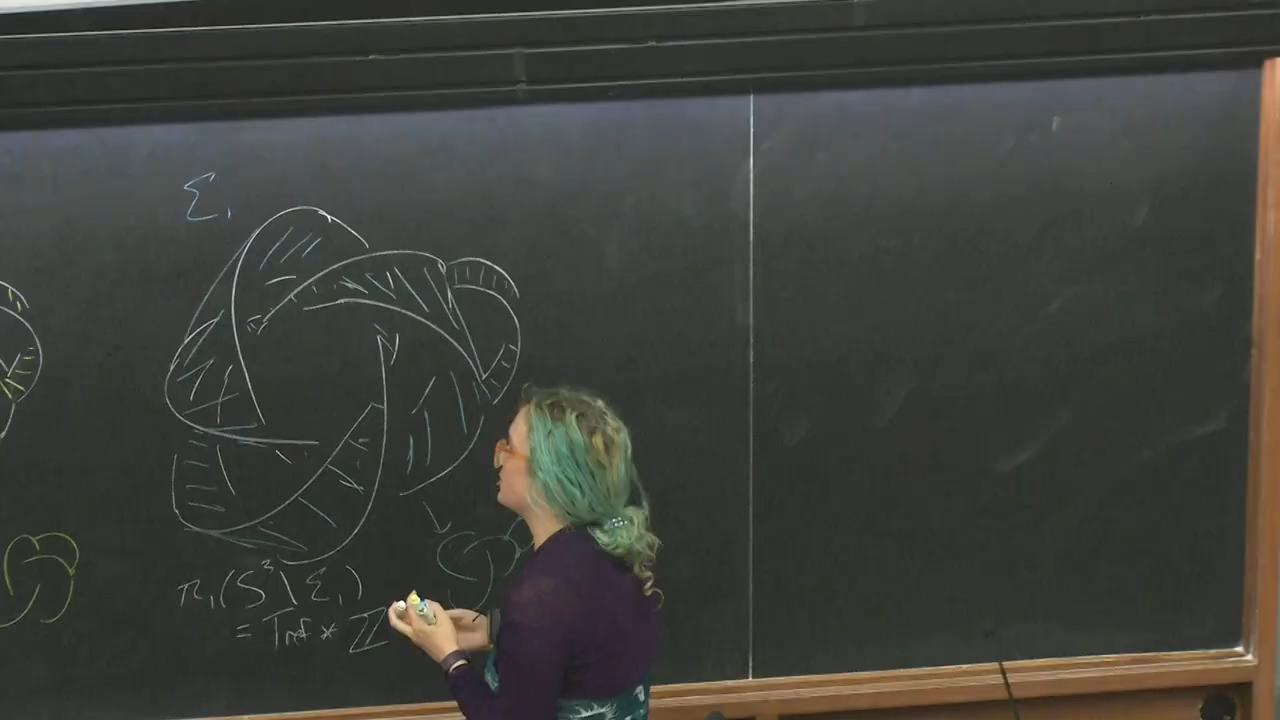 Σ₁
π₁(S³\Σ₁)
= Tref * ℤ